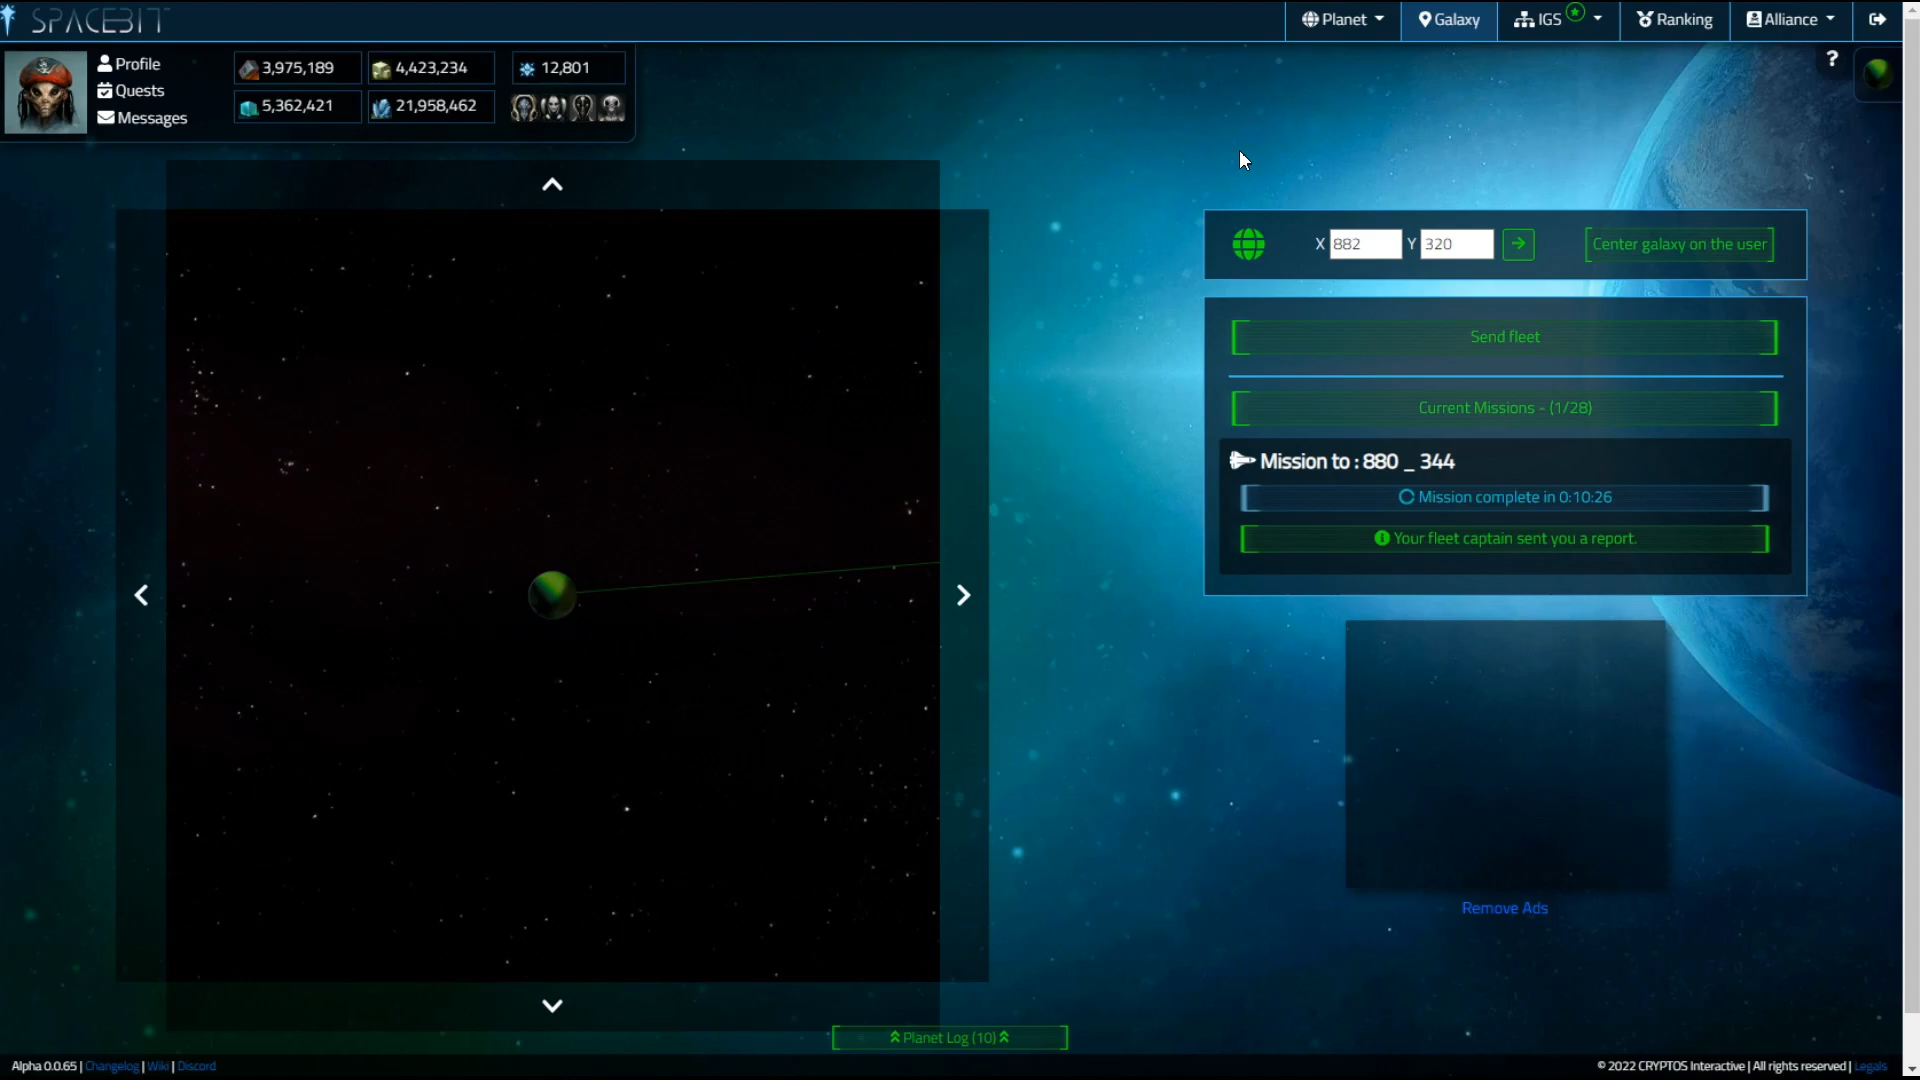 SPACEBIT
Planet
Galaxy
IGS
Ranking
Alliance
Profile
Quests
Messages
3,975,189
4,423,234
12,801
5,362,421
21,958,462
?
X 882 Y 320
Center galaxy on the user
Send fleet
Current Missions - (1/28)
Mission to : 880 _ 344
Mission complete in 0:10:26
Your fleet captain sent you a report.
Remove Ads
Planet Log (10)
Alpha 0.0.65 | Changelog | Wiki | Discord
© 2022 CRYPTOS Interactive | All rights reserved | Legals